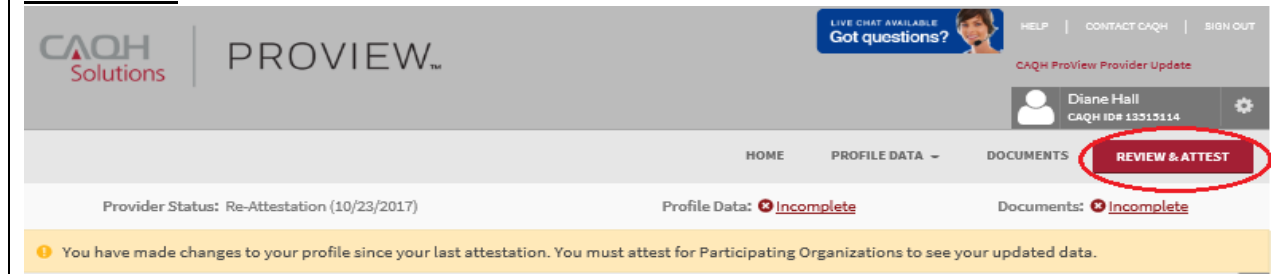 LIVE CHAT AVAILABLE
Got questions?
HELP | CONTACT CAQH | SIGN OUT
CAQH Solutions
PROVIEW™
CAQH ProView Provider Update
Diane Hall
CAQH ID# 13515114
HOME PROFILE DATA DOCUMENTS REVIEW & ATTEST
Provider Status: Re-Attestation (10/23/2017) Profile Data: Incomplete Documents: Incomplete
You have made changes to your profile since your last attestation. You must attest for Participating Organizations to see your updated data.